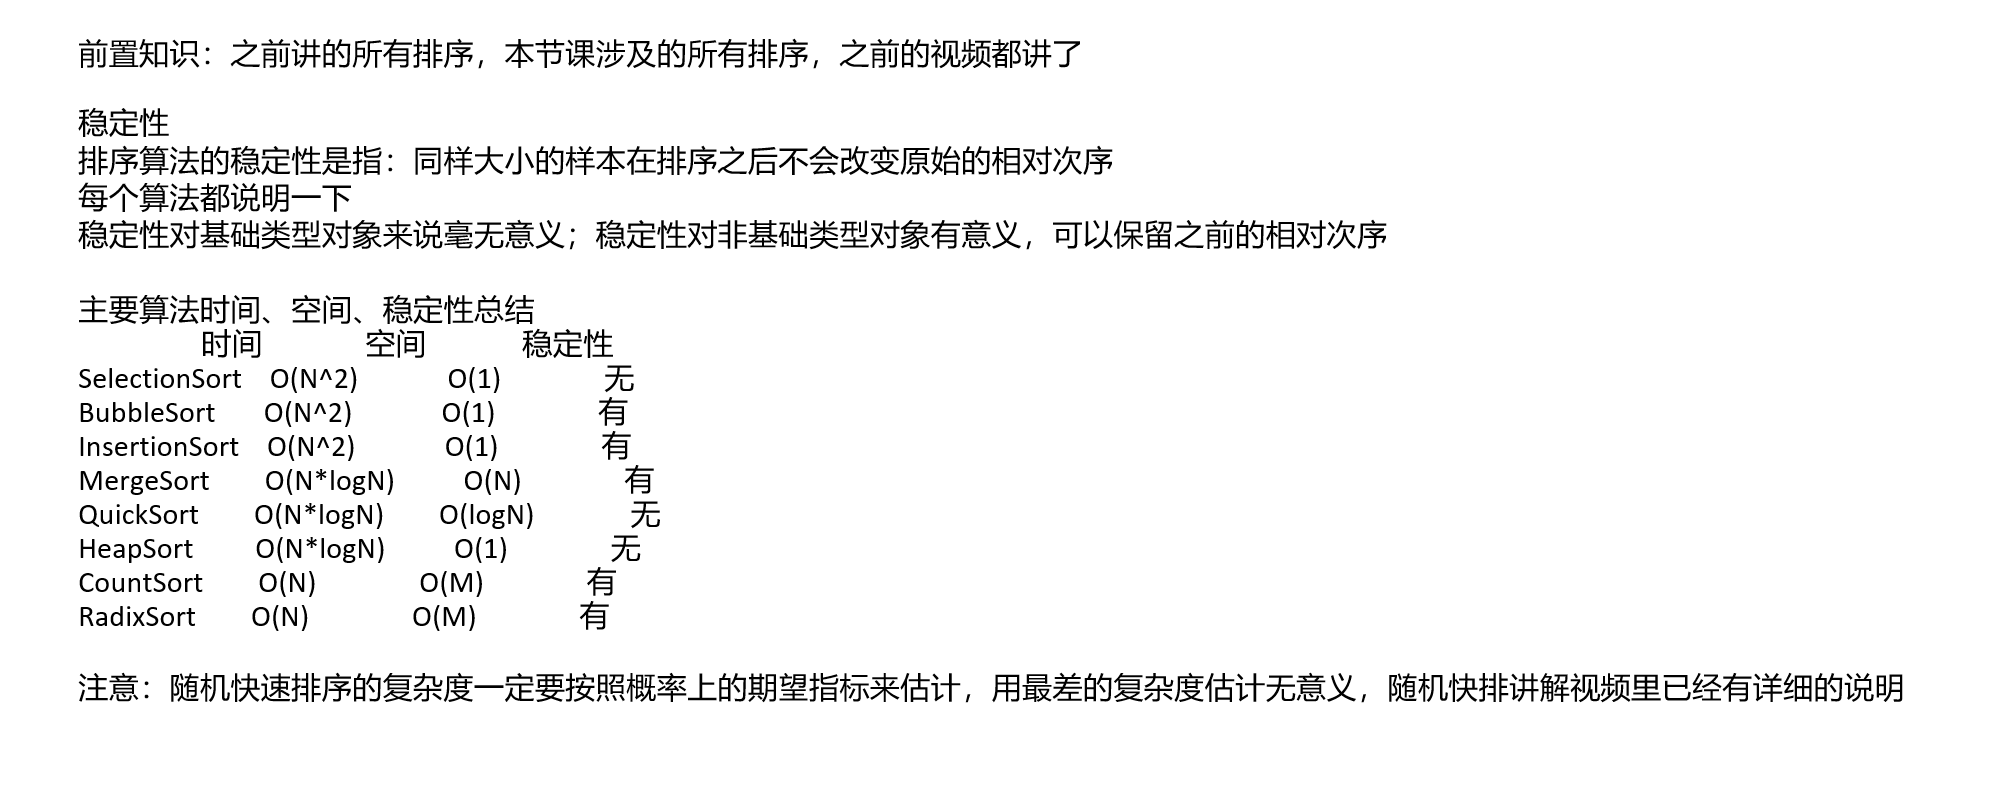 前置知识：之前讲的所有排序，本节课涉及的所有排序，之前的视频都讲了
稳定性
排序算法的稳定性是指：同样大小的样本在排序之后不会改变原始的相对次序
每个算法都说明一下
稳定性对基础类型对象来说毫无意义；稳定性对非基础类型对象有意义，可以保留之前的相对次序
主要算法时间、空间、稳定性总结
时间 空间 稳定性
SelectionSort O(N^2) O(1) 无
BubbleSort O(N^2) O(1) 有
InsertionSort O(N^2) O(1) 有
MergeSort O(N*logN) O(N) 有
QuickSort O(N*logN) O(logN) 无
HeapSort O(N*logN) O(1) 无
CountSort O(N) O(M) 有
RadixSort O(N) O(M) 有
注意：随机快速排序的复杂度一定要按照概率上的期望指标来估计，用最差的复杂度估计无意义，随机快排讲解视频里已经有详细的说明